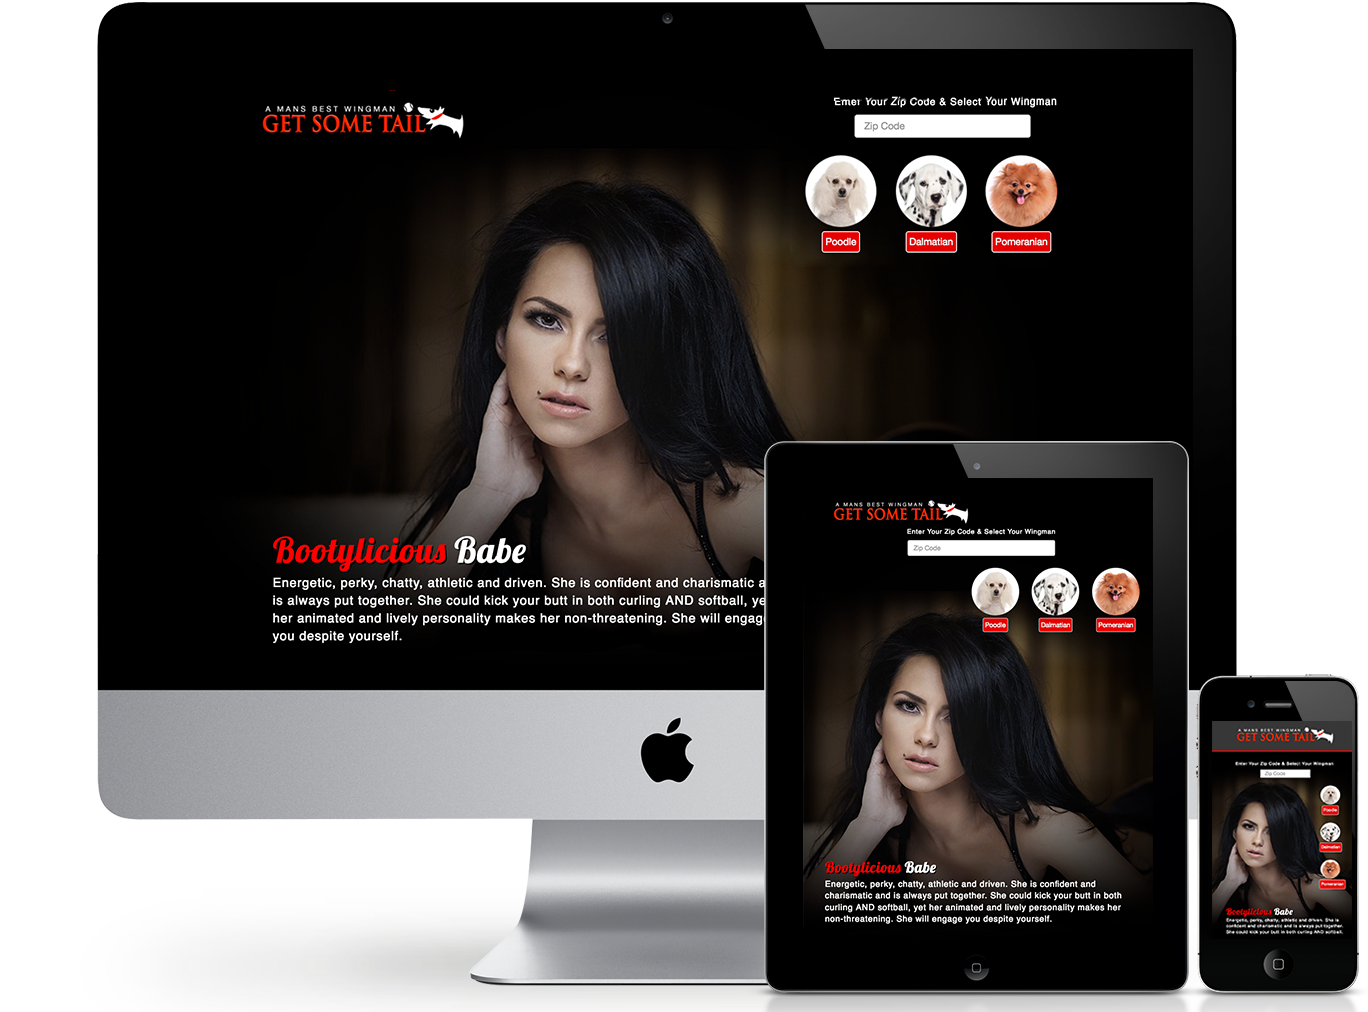 A MANS BEST WINGMAN
GET SOME TAIL
Enter Your Zip Code & Select Your Wingman
Zip Code
Poodle
Dalmatian
Pomeranian
Bootylicious Babe
Energetic, perky, chatty, athletic and driven. She is confident and charismatic a
is always put together. She could kick your butt in both curling AND softball, yet
her animated and lively personality makes her non-threatening. She will engage
you despite yourself.
A MANS BEST WINGMAN
GET SOME TAIL
Enter Your Zip Code & Select Your Wingman
Zip Code
Poodle
Dalmatian
Pomeranian
Bootylicious Babe
Energetic, perky, chatty, athletic and driven. She is confident and
charismatic and is always put together. She could kick your butt in both
curling AND softball, yet her animated and lively personality makes her
non-threatening. She will engage you despite yourself.
A MANS BEST WINGMAN
GET SOME TAIL
Enter Your Zip Code & Select Your Wingman
Zip Code
Poodle
Dalmatian
Pomeranian
Bootylicious Babe
Energetic, perky, chatty, athletic and driven. She is
confident and charismatic and is always put together.
She could kick your butt in both curling AND softball,